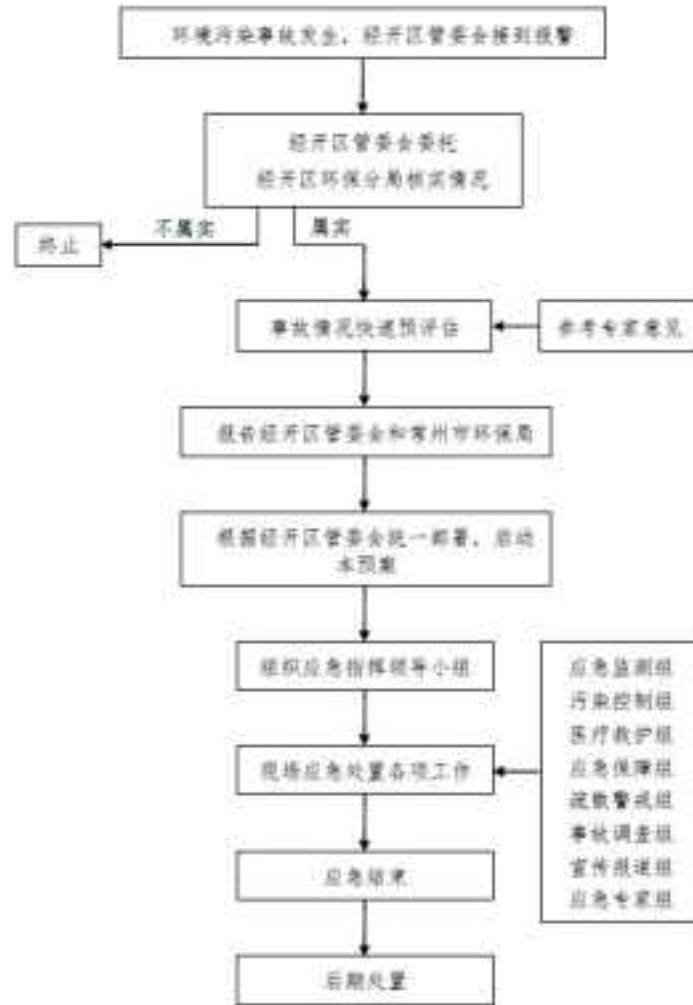 环境污染事故发生，经开区管委会接到报警
经开区管委会委托
经开区环保分局核实情况
不属实
属实
终止
事故情况快速预评估
参考专家意见
报告经开区管委会和常州市环保局
根据经开区管委会统一部署，启动
本预案
组织应急指挥领导小组
应急监测组
污染控制组
医疗救护组
应急保障组
疏散警戒组
事故调查组
宣传报道组
应急专家组
现场应急处置各项工作
应急结束
后期处置